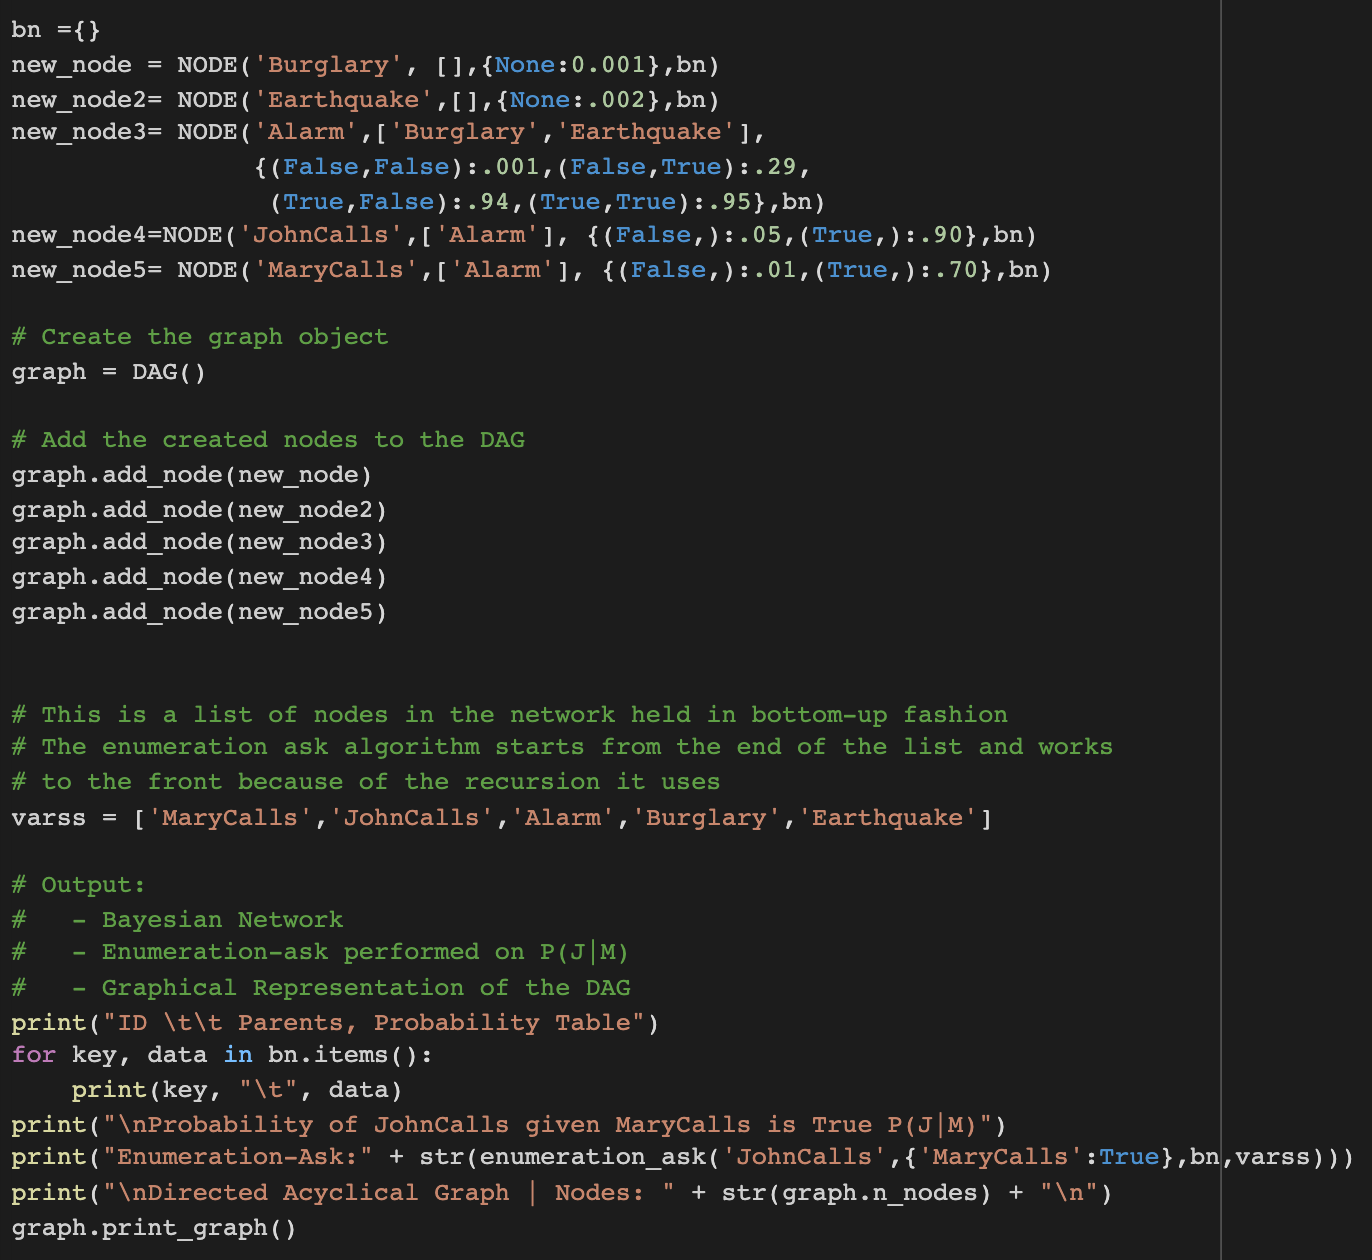 bn ={}
new_node = NODE('Burglary', [],{None:0.001},bn)
new_node2= NODE('Earthquake',[],{None:.002},bn)
new_node3= NODE('Alarm',['Burglary','Earthquake'],
                {(False,False):.001,(False,True):.29,
                 (True,False):.94,(True,True):.95},bn)
new_node4=NODE('JohnCalls',['Alarm'], {(False,):.05,(True,):.90},bn)
new_node5= NODE('MaryCalls',['Alarm'], {(False,):.01,(True,):.70},bn)

# Create the graph object
graph = DAG()

# Add the created nodes to the DAG
graph.add_node(new_node)
graph.add_node(new_node2)
graph.add_node(new_node3)
graph.add_node(new_node4)
graph.add_node(new_node5)

# This is a list of nodes in the network held in bottom-up fashion
# The enumeration ask algorithm starts from the end of the list and works
# to the front because of the recursion it uses
varss = ['MaryCalls','JohnCalls','Alarm','Burglary','Earthquake']

# Output:
#   - Bayesian Network
#   - Enumeration-ask performed on P(J|M)
#   - Graphical Representation of the DAG
print("ID \t\t Parents, Probability Table")
for key, data in bn.items():
    print(key, "\t", data)
print("\nProbability of JohnCalls given MaryCalls is True P(J|M)")
print("Enumeration-Ask:" + str(enumeration_ask('JohnCalls',{'MaryCalls':True},bn,varss)))
print("\nDirected Acyclical Graph | Nodes: " + str(graph.n_nodes) + "\n")
graph.print_graph()